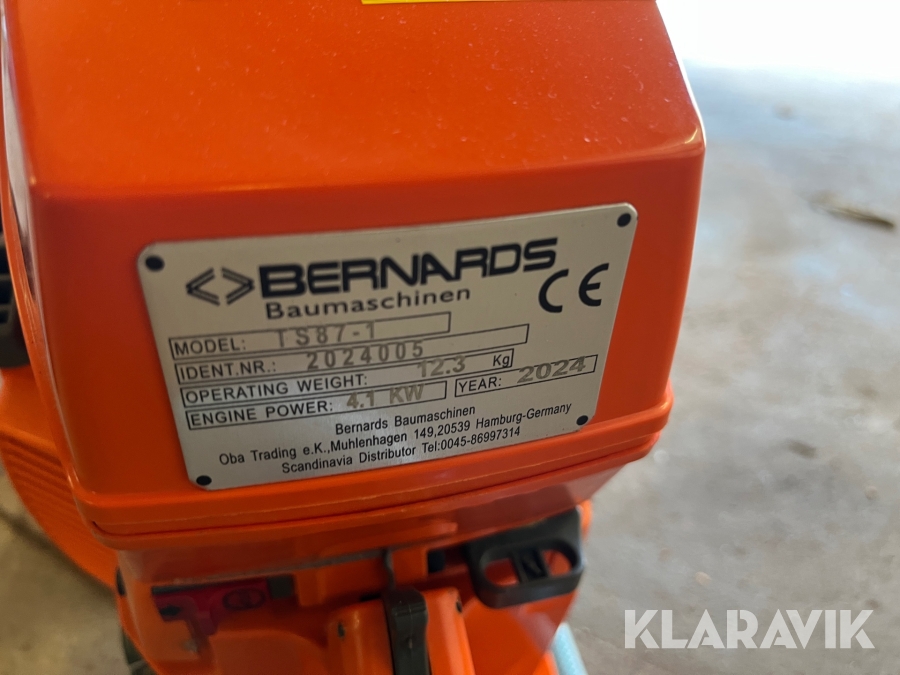 BERNARDS
Baumaschinen
CE
MODEL: TS87-1
IDENT.NR.: 2024005
OPERATING WEIGHT: 12.3 Kg
ENGINE POWER: 4.1 KW YEAR: 2024
Bernards Baumaschinen
Oba Trading e.K.,Muhlenhagen 149,20539 Hamburg-Germany
Scandinavia Distributor Tel:0045-86997314
KLARAVIK